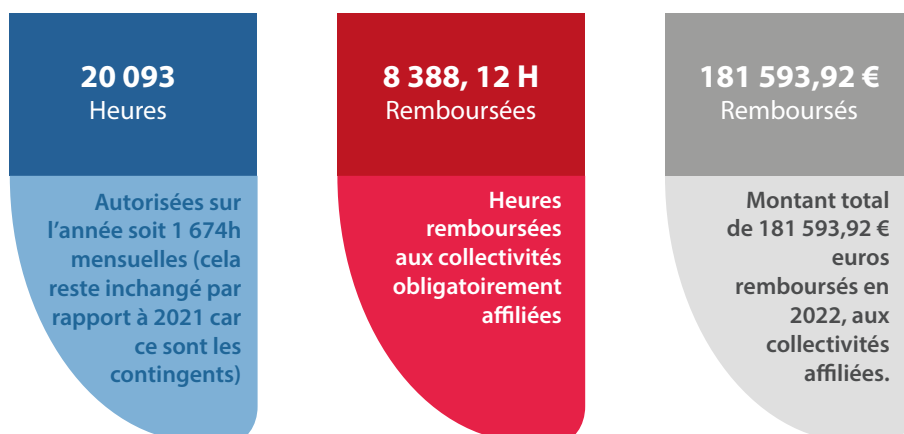 20 093
Heures
Autorisées sur
l'année soit 1 674h
mensuelles (cela
reste inchangé par
rapport à 2021 car
ce sont les
contingents)
8 388, 12 H
Remboursées
Heures
remboursées
aux collectivités
obligatoirement
affiliées
181 593,92 €
Remboursés
Montant total
de 181 593,92 €
euros
remboursés en
2022, aux
collectivités
affiliées.